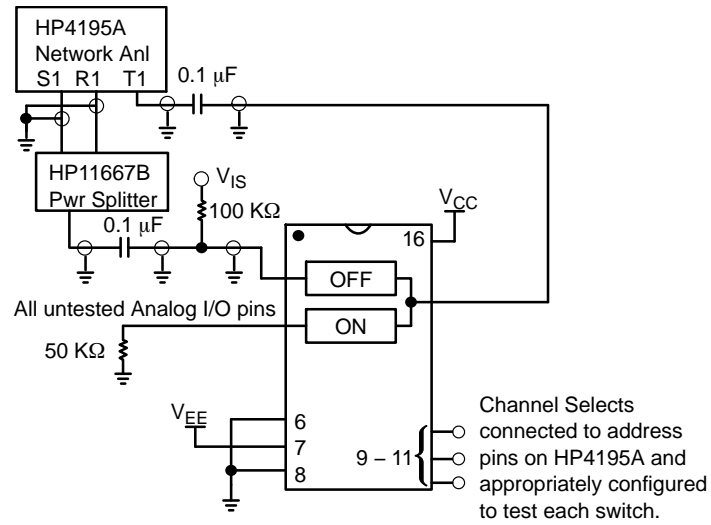 HP4195A
Network Anl
S1 R1 T1
0.1 μF
HP11667B
Pwr Splitter
V_IS
100 KΩ
0.1 μF
V_CC
16
OFF
All untested Analog I/O pins
ON
50 KΩ
V_EE
6
7
8
9 – 11
Channel Selects
connected to address
pins on HP4195A and
appropriately configured
to test each switch.